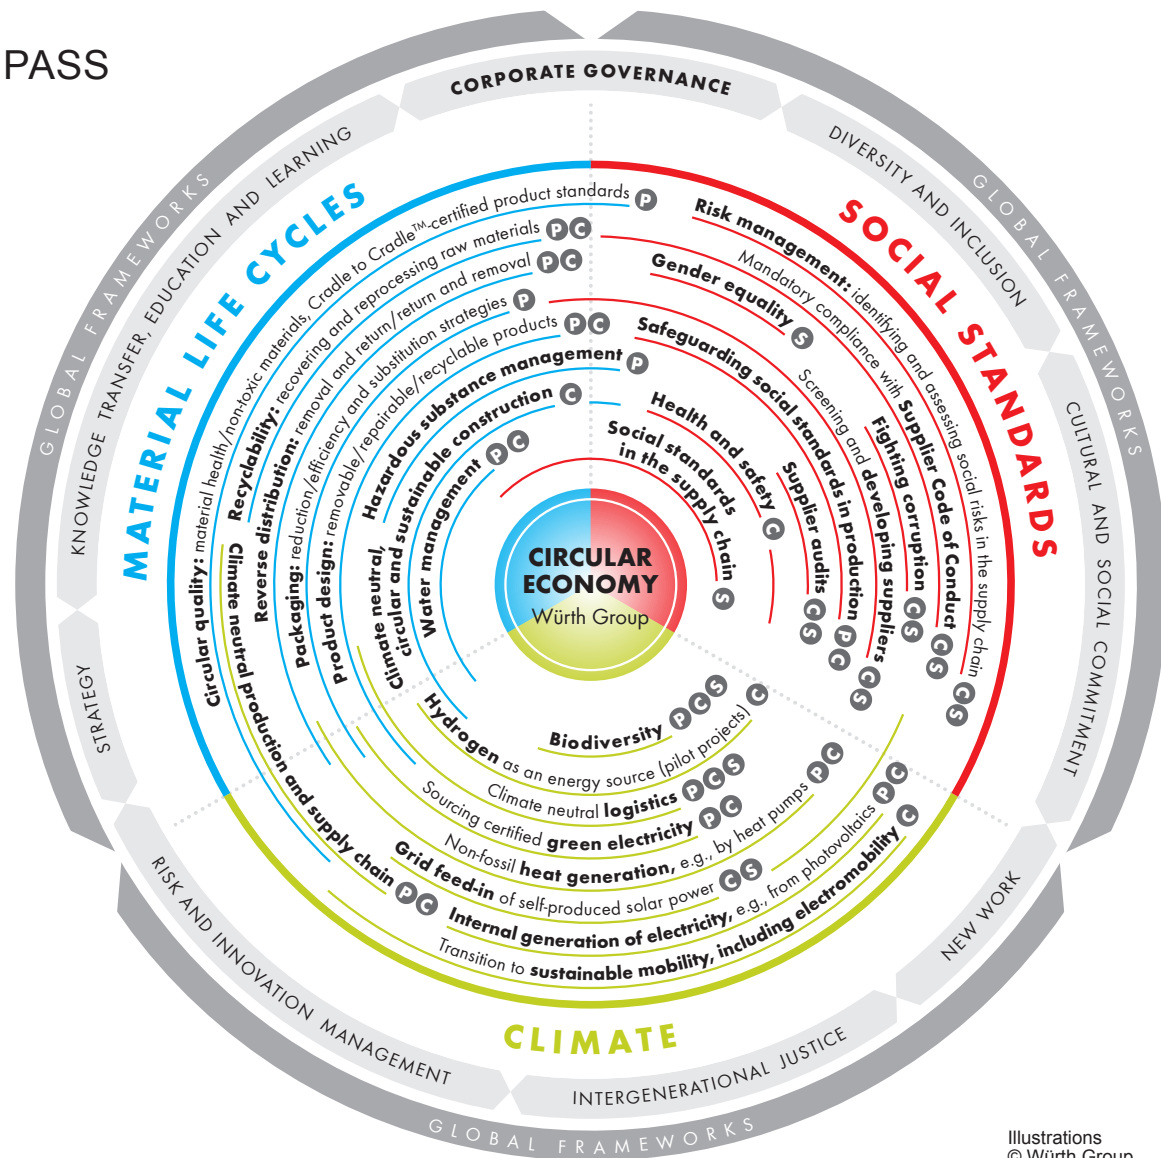 PASS
CORPORATE GOVERNANCE
DIVERSITY AND INCLUSION
CULTURAL AND SOCIAL COMMITMENT
NEW WORK
INTERGENERATIONAL JUSTICE
RISK AND INNOVATION MANAGEMENT
STRATEGY
KNOWLEDGE TRANSFER, EDUCATION AND LEARNING
GLOBAL FRAMEWORKS
GLOBAL FRAMEWORKS
GLOBAL FRAMEWORKS
MATERIAL LIFE CYCLES
Circular quality: material health/non-toxic materials, Cradle to Cradle™-certified product standards P
Recyclability: recovering and reprocessing raw materials P C
Reverse distribution: removal and return/return and removal P C
Packaging: reduction/efficiency and substitution strategies P
Product design: removable/repairable/recyclable products P C
Hazardous substance management P
Climate neutral,
circular and sustainable construction C
Water management P C
SOCIAL STANDARDS
Risk management: identifying and assessing social risks in the supply chain C S
Mandatory compliance with Supplier Code of Conduct C S
Gender equality S
Fighting corruption C S
Screening and developing suppliers C S
Safeguarding social standards in production P C
Supplier audits C S
Health and safety C
Social standards
in the supply chain S
CIRCULAR
ECONOMY
Würth Group
Biodiversity P C S
Hydrogen as an energy source (pilot projects) C
Climate neutral logistics P C S
Sourcing certified green electricity P C
Non-fossil heat generation, e.g., by heat pumps P C
Grid feed-in of self-produced solar power C S
Climate neutral production and supply chain P C
Internal generation of electricity, e.g., from photovoltaics P C
Transition to sustainable mobility, including electromobility C
CLIMATE
Illustrations
© Würth Group